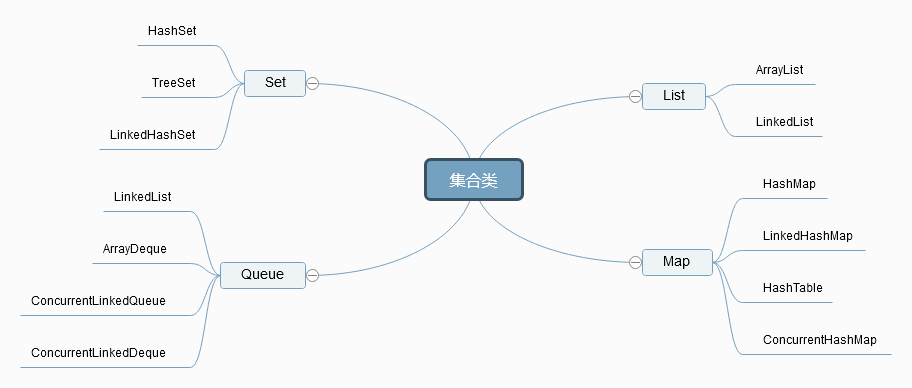 集合类
Set
HashSet
TreeSet
LinkedHashSet
Queue
LinkedList
ArrayDeque
ConcurrentLinkedQueue
ConcurrentLinkedDeque
List
ArrayList
LinkedList
Map
HashMap
LinkedHashMap
HashTable
ConcurrentHashMap